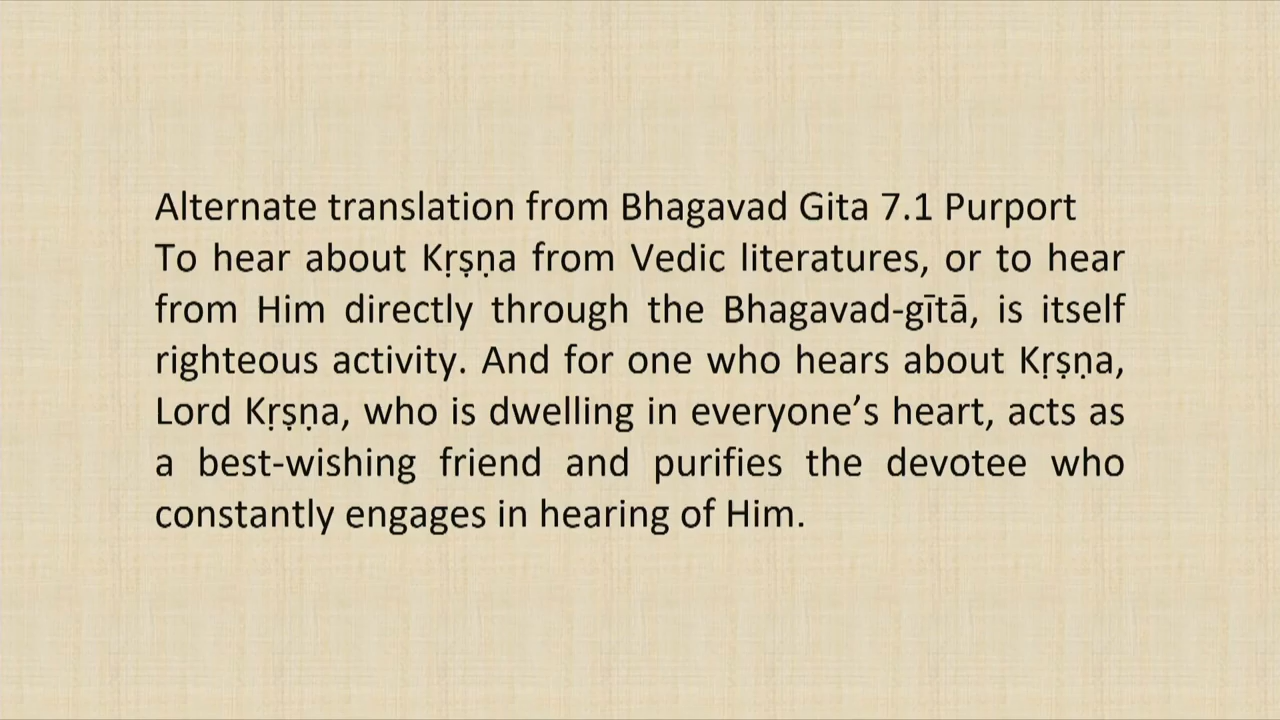 Alternate translation from Bhagavad Gita 7.1 Purport
To hear about Kṛṣṇa from Vedic literatures, or to hear
from Him directly through the Bhagavad-gītā, is itself
righteous activity. And for one who hears about Kṛṣṇa,
Lord Kṛṣṇa, who is dwelling in everyone’s heart, acts as
a best-wishing friend and purifies the devotee who
constantly engages in hearing of Him.